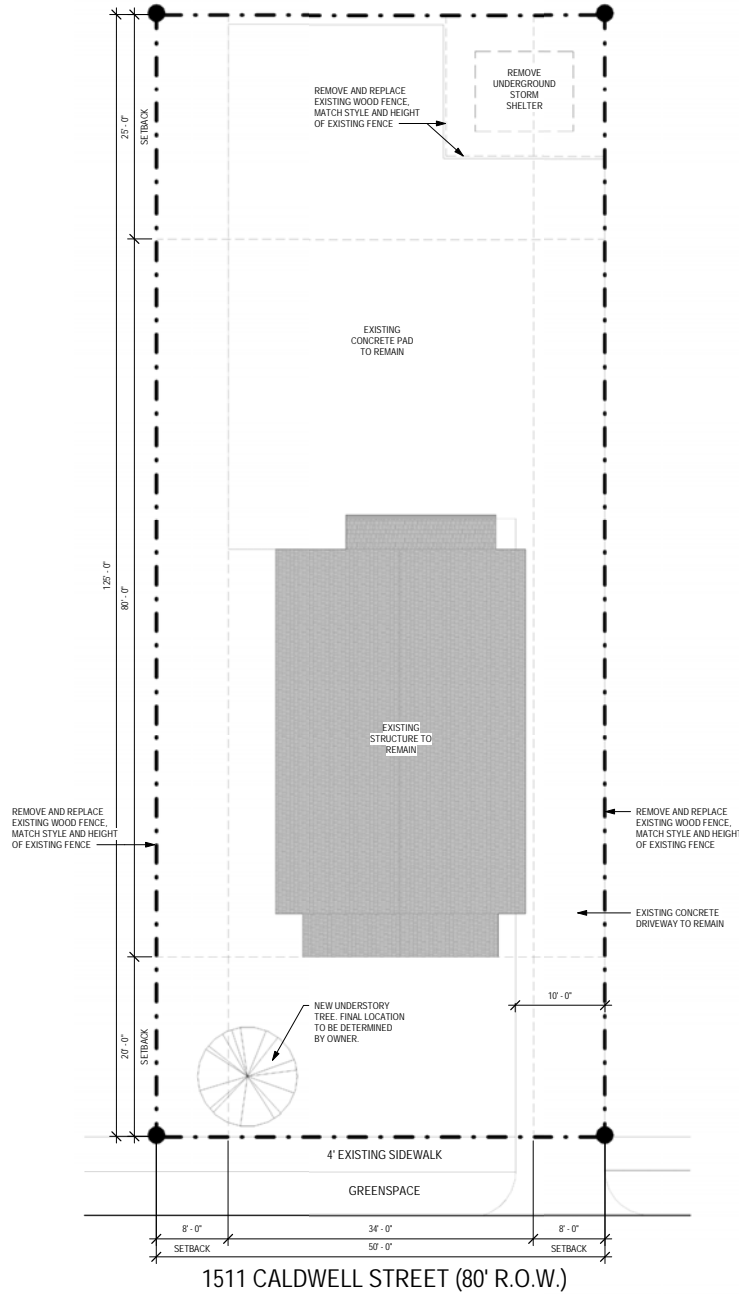 REMOVE
UNDERGROUND
STORM
SHELTER
REMOVE AND REPLACE
EXISTING WOOD FENCE,
MATCH STYLE AND HEIGHT
OF EXISTING FENCE
25' - 0"
SETBACK
EXISTING
CONCRETE PAD
TO REMAIN
125' - 0"
80' - 0"
EXISTING
STRUCTURE TO
REMAIN
REMOVE AND REPLACE
EXISTING WOOD FENCE,
MATCH STYLE AND HEIGHT
OF EXISTING FENCE
REMOVE AND REPLACE
EXISTING WOOD FENCE,
MATCH STYLE AND HEIGHT
OF EXISTING FENCE
EXISTING CONCRETE
DRIVEWAY TO REMAIN
10' - 0"
NEW UNDERSTORY
TREE. FINAL LOCATION
TO BE DETERMINED
BY OWNER.
20' - 0"
SETBACK
4' EXISTING SIDEWALK
GREENSPACE
8' - 0"
34' - 0"
8' - 0"
SETBACK
50' - 0"
SETBACK
1511 CALDWELL STREET (80' R.O.W.)